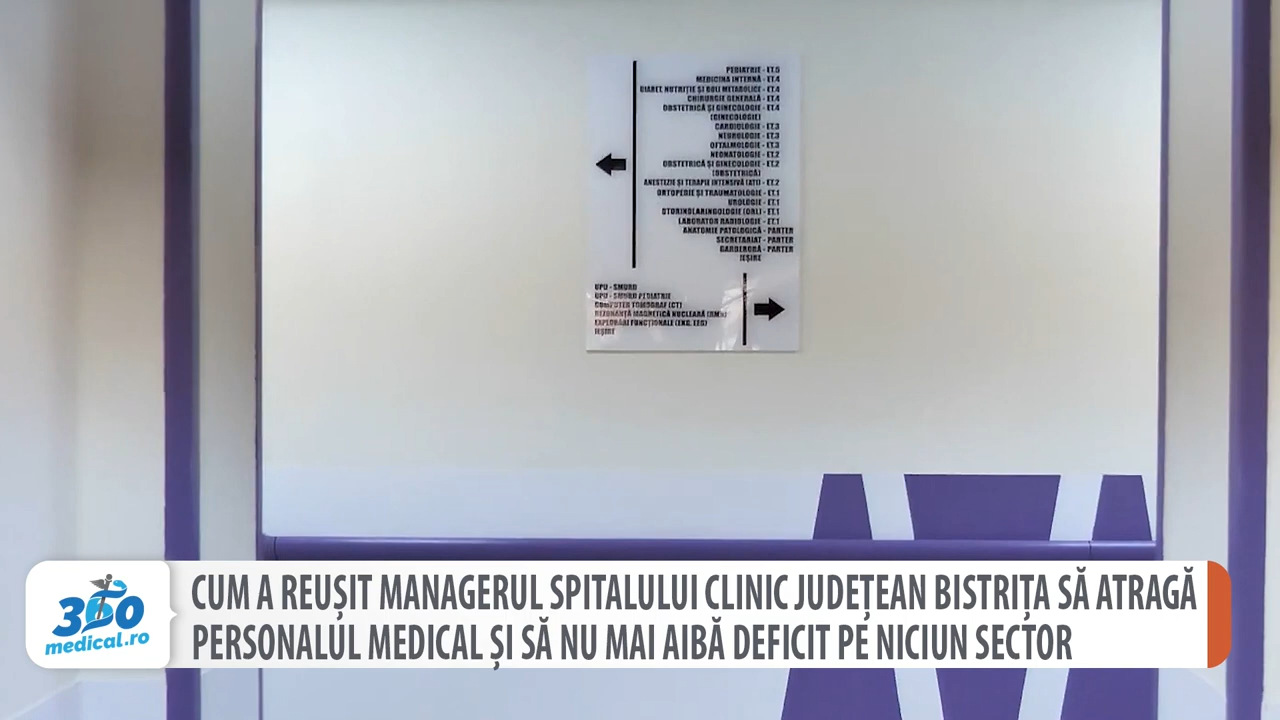 PEDIATRIE - ET.5
MEDICINA INTERNĂ - ET.4
DIABET, NUTRIȚIE ȘI BOLI METABOLICE - ET.4
CHIRURGIE GENERALĂ - ET.4
OBSTETRICĂ ȘI GINECOLOGIE - ET.4
(GINECOLOGIE)
CARDIOLOGIE - ET.3
NEUROLOGIE - ET.3
OFTALMOLOGIE - ET.3
NEONATOLOGIE - ET.2
OBSTETRICĂ ȘI GINECOLOGIE - ET.2
(OBSTETRICĂ)
ANESTEZIE ȘI TERAPIE INTENSIVĂ (ATI) - ET.2
ORTOPEDIE ȘI TRAUMATOLOGIE - ET.1
UROLOGIE - ET.1
OTORINOLARINGOLOGIE (ORL) - ET.1
LABORATOR RADIOLOGIE - ET.1
ANATOMIE PATOLOGICĂ - PARTER
SECRETARIAT - PARTER
GARDEROBĂ - PARTER
IEȘIRE
UPU - SMURD
UPU - SMURD PEDIATRIE
COMPUTER TOMOGRAF (CT)
REZONANȚĂ MAGNETICĂ NUCLEARĂ (RMN)
EXPLORĂRI FUNCȚIONALE (EMG, EEG)
IEȘIRE
360
medical.ro
CUM A REUȘIT MANAGERUL SPITALULUI CLINIC JUDEȚEAN BISTRIȚA SĂ ATRAGĂ
PERSONALUL MEDICAL ȘI SĂ NU MAI AIBĂ DEFICIT PE NICIUN SECTOR